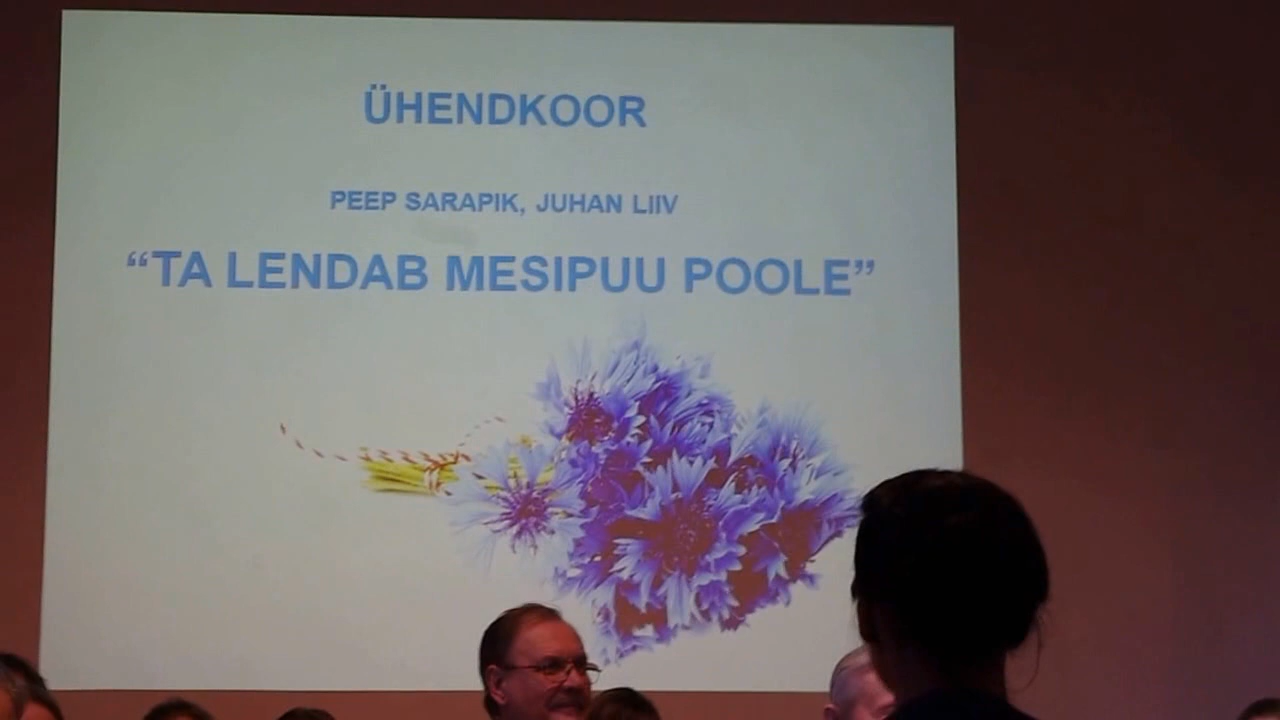 ÜHENDKOOR
PEEP SARAPIK, JUHAN LIIV
“TA LENDAB MESIPUU POOLE”